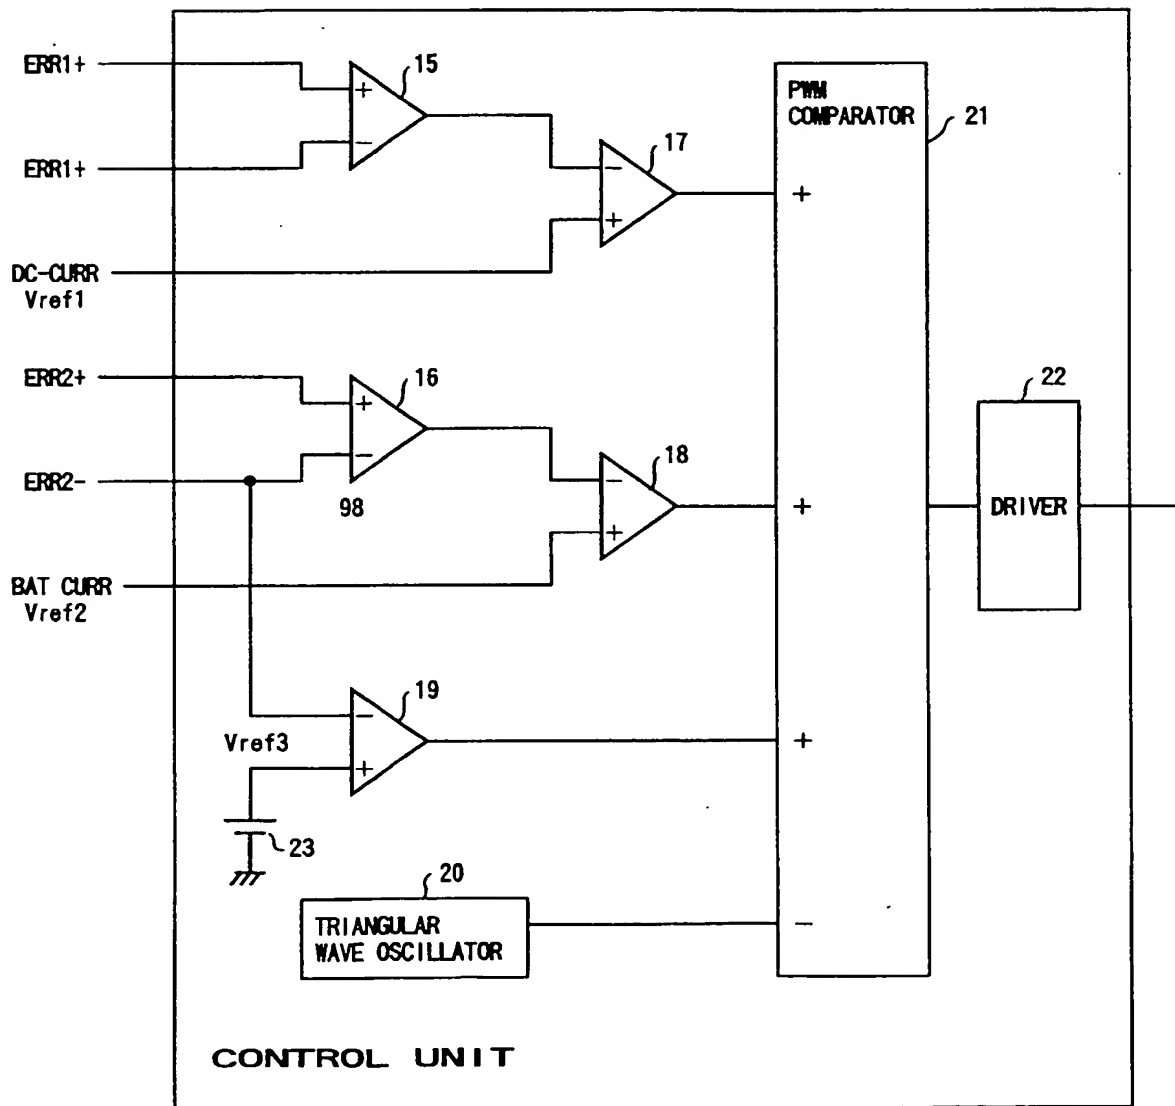 ERR1+
15
+
−
ERR1+
17
−
+
DC-CURR
Vref1
PWM
COMPARATOR
21
+
ERR2+
16
+
−
ERR2-
98
18
−
+
+
BAT CURR
Vref2
22
DRIVER
19
−
+
Vref3
+
23
20
TRIANGULAR
WAVE OSCILLATOR
−
CONTROL UNIT